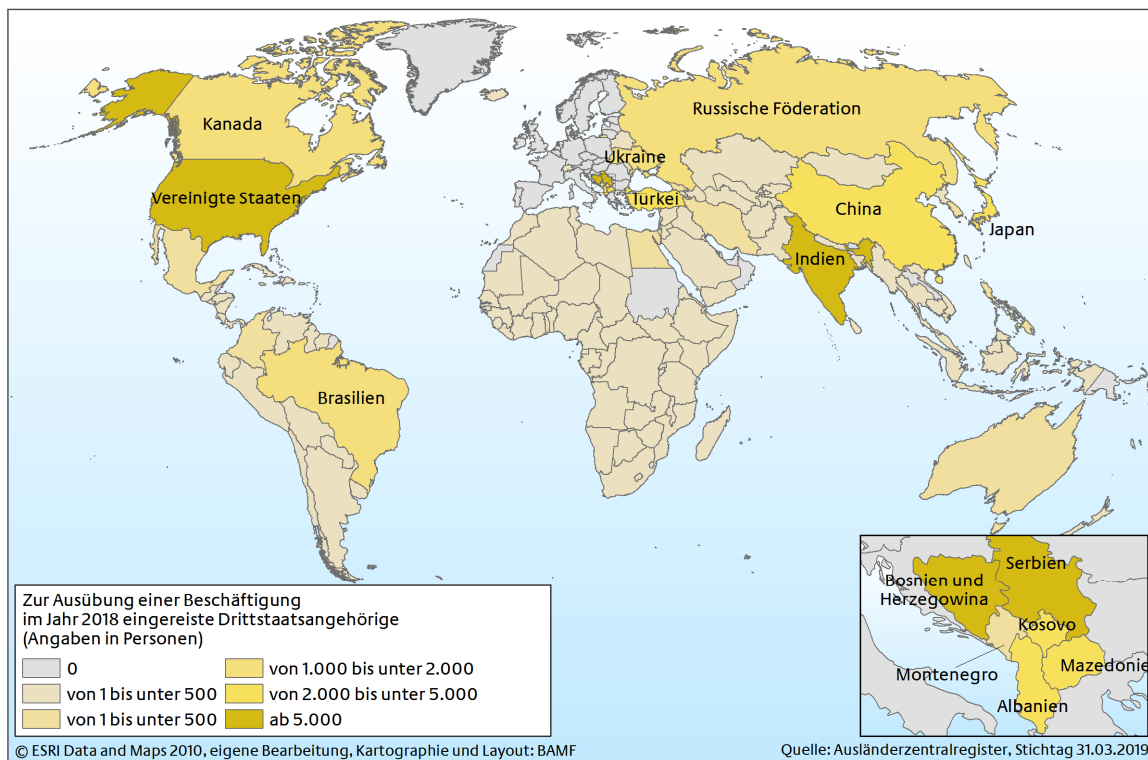 Kanada
Russische Föderation
Ukraine
Vereinigte Staaten
Türkei
China
Japan
Indien
Brasilien
Serbien
Bosnien und
Herzegowina
Kosovo
Montenegro
Mazedonie
Albanien
Zur Ausübung einer Beschäftigung
im Jahr 2018 eingereiste Drittstaatsangehörige
(Angaben in Personen)
0
von 1 bis unter 500
von 1 bis unter 500
von 1.000 bis unter 2.000
von 2.000 bis unter 5.000
ab 5.000
© ESRI Data and Maps 2010, eigene Bearbeitung, Kartographie und Layout: BAMF
Quelle: Ausländerzentralregister, Stichtag 31.03.2019